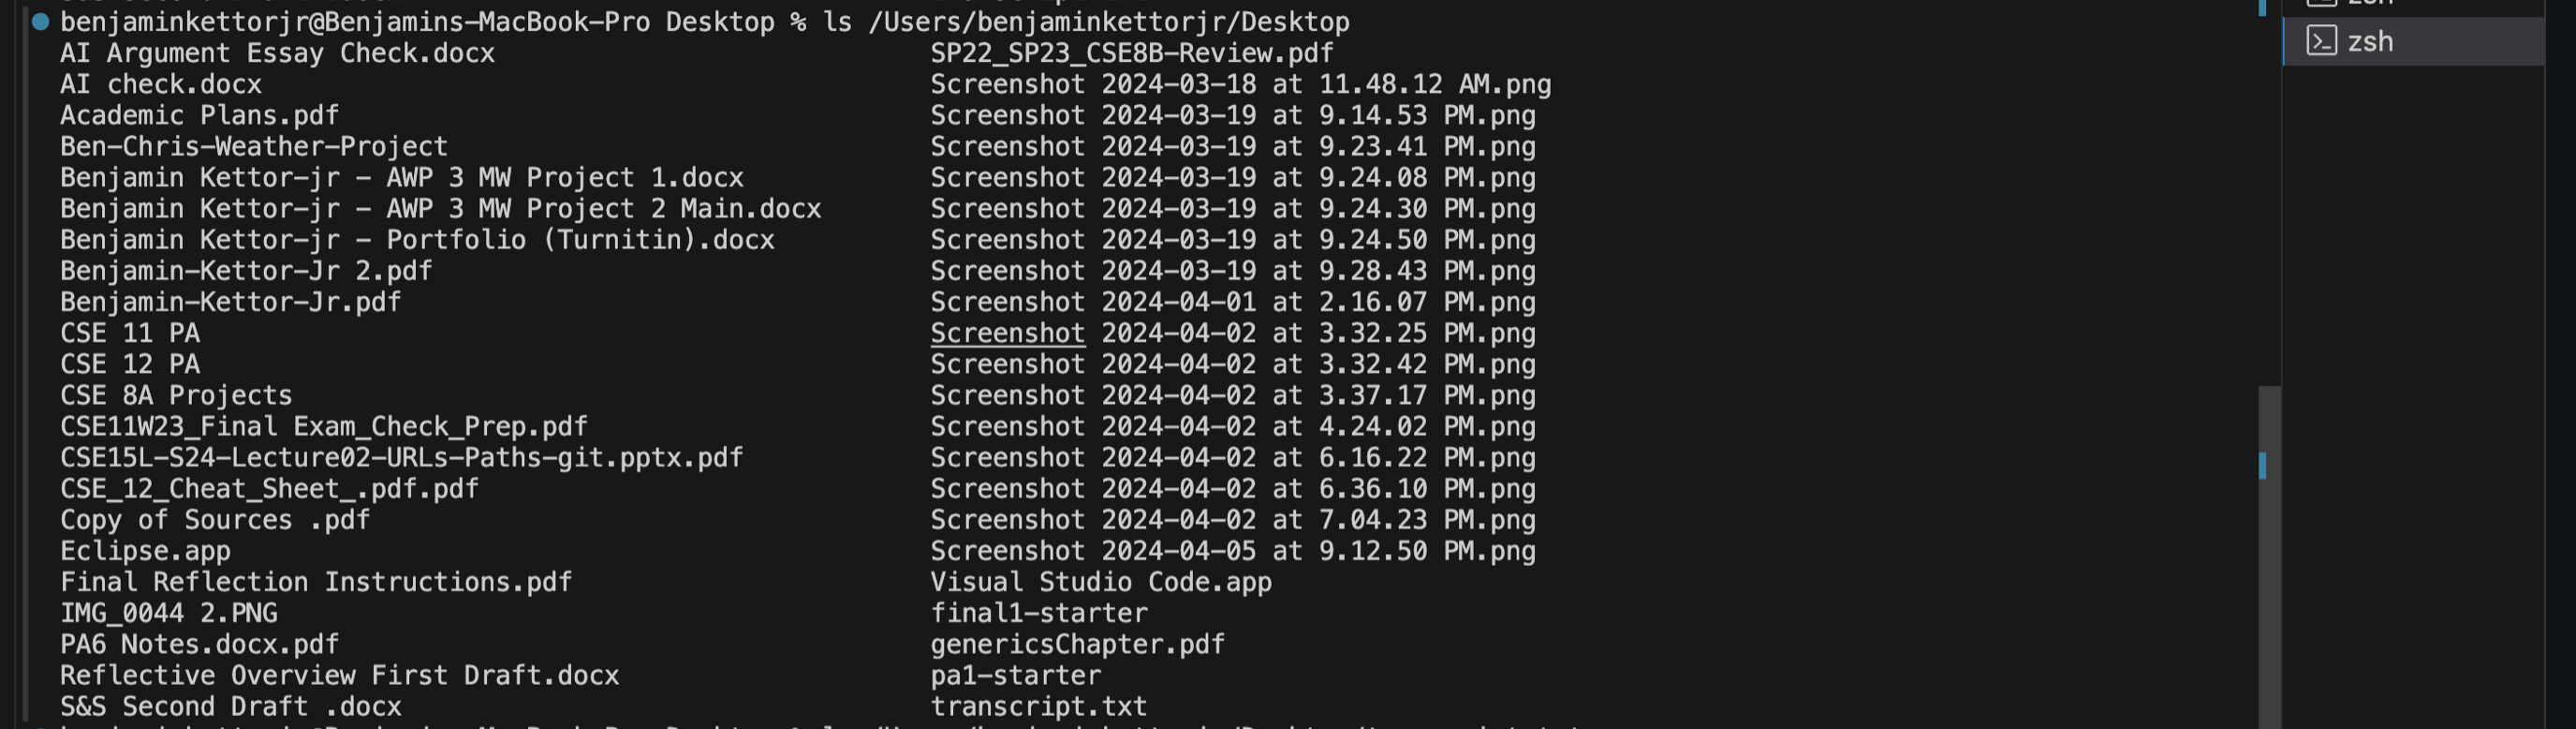 zsh
benjaminkettorjr@Benjamins-MacBook-Pro Desktop % ls /Users/benjaminkettorjr/Desktop
zsh
AI Argument Essay Check.docx SP22_SP23_CSE8B-Review.pdf
AI check.docx Screenshot 2024-03-18 at 11.48.12 AM.png
Academic Plans.pdf Screenshot 2024-03-19 at 9.14.53 PM.png
Ben-Chris-Weather-Project Screenshot 2024-03-19 at 9.23.41 PM.png
Benjamin Kettor-jr - AWP 3 MW Project 1.docx Screenshot 2024-03-19 at 9.24.08 PM.png
Benjamin Kettor-jr - AWP 3 MW Project 2 Main.docx Screenshot 2024-03-19 at 9.24.30 PM.png
Benjamin Kettor-jr - Portfolio (Turnitin).docx Screenshot 2024-03-19 at 9.24.50 PM.png
Benjamin-Kettor-Jr 2.pdf Screenshot 2024-03-19 at 9.28.43 PM.png
Benjamin-Kettor-Jr.pdf Screenshot 2024-04-01 at 2.16.07 PM.png
CSE 11 PA Screenshot 2024-04-02 at 3.32.25 PM.png
CSE 12 PA Screenshot 2024-04-02 at 3.32.42 PM.png
CSE 8A Projects Screenshot 2024-04-02 at 3.37.17 PM.png
CSE11W23_Final Exam_Check_Prep.pdf Screenshot 2024-04-02 at 4.24.02 PM.png
CSE15L-S24-Lecture02-URLs-Paths-git.pptx.pdf Screenshot 2024-04-02 at 6.16.22 PM.png
CSE_12_Cheat_Sheet_.pdf.pdf Screenshot 2024-04-02 at 6.36.10 PM.png
Copy of Sources .pdf Screenshot 2024-04-02 at 7.04.23 PM.png
Eclipse.app Screenshot 2024-04-05 at 9.12.50 PM.png
Final Reflection Instructions.pdf Visual Studio Code.app
IMG_0044 2.PNG final1-starter
PA6 Notes.docx.pdf genericsChapter.pdf
Reflective Overview First Draft.docx pa1-starter
S&S Second Draft .docx transcript.txt